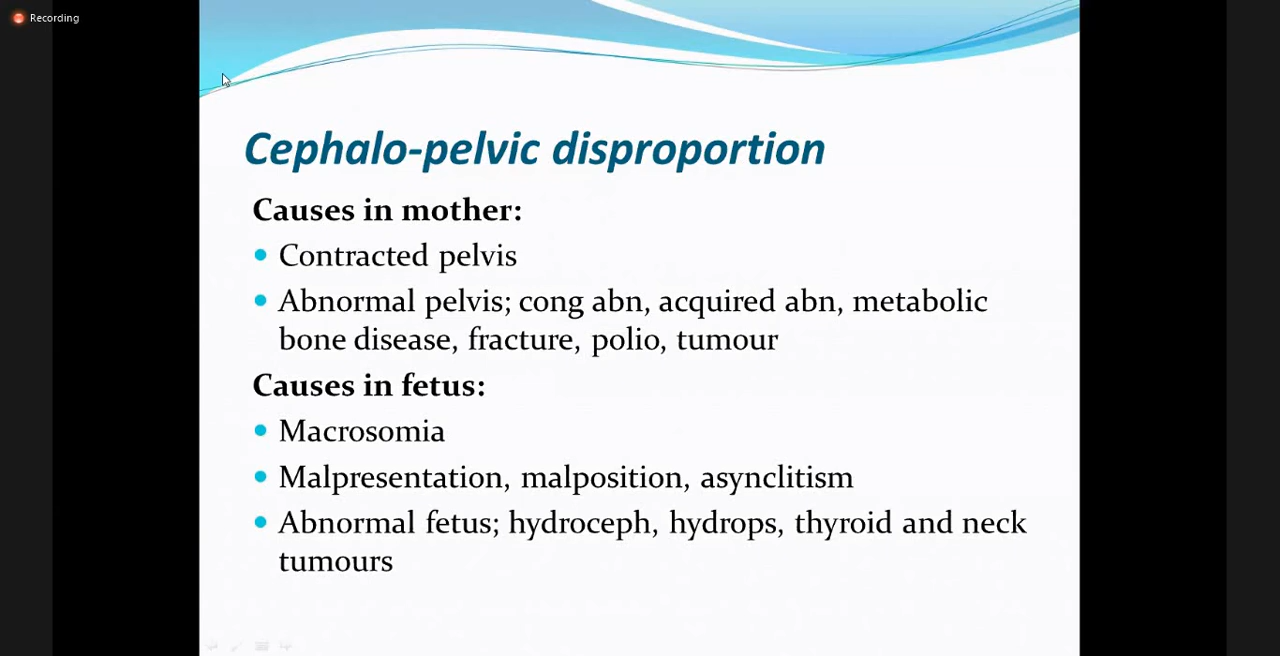 Recording
Cephalo-pelvic disproportion
Causes in mother:
• Contracted pelvis
• Abnormal pelvis; cong abn, acquired abn, metabolic
bone disease, fracture, polio, tumour
Causes in fetus:
• Macrosomia
• Malpresentation, malposition, asynclitism
• Abnormal fetus; hydroceph, hydrops, thyroid and neck
tumours